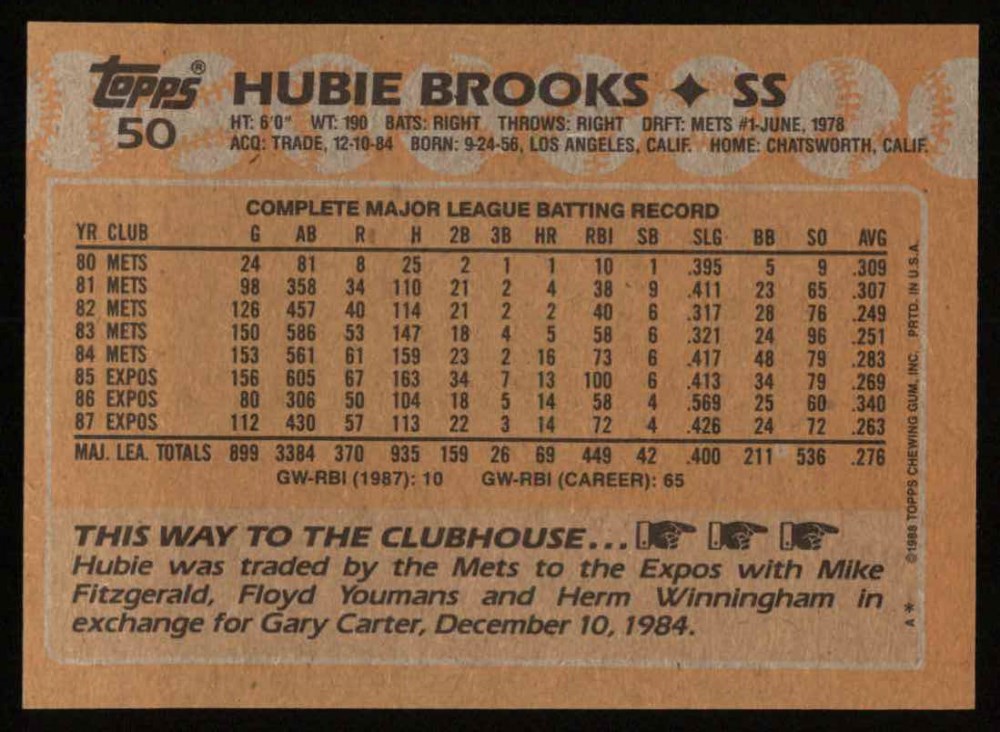 Topps® HUBIE BROOKS ♦ SS
50
HT: 6'0" WT: 190 BATS: RIGHT THROWS: RIGHT DRFT: METS #1-JUNE, 1978
ACQ: TRADE, 12-10-84 BORN: 9-24-56, LOS ANGELES, CALIF. HOME: CHATSWORTH, CALIF.
COMPLETE MAJOR LEAGUE BATTING RECORD
YR CLUB G AB R H 2B 3B HR RBI SB SLG BB SO AVG
80 METS 24 81 8 25 2 1 1 10 1 .395 5 9 .309
81 METS 98 358 34 110 21 2 4 38 9 .411 23 65 .307
82 METS 126 457 40 114 21 2 2 40 6 .317 28 76 .249
83 METS 150 586 53 147 18 4 5 58 6 .321 24 96 .251
84 METS 153 561 61 159 23 2 16 73 6 .417 48 79 .283
85 EXPOS 156 605 67 163 34 7 13 100 6 .413 34 79 .269
86 EXPOS 80 306 50 104 18 5 14 58 4 .569 25 60 .340
87 EXPOS 112 430 57 113 22 3 14 72 4 .426 24 72 .263
MAJ. LEA. TOTALS 899 3384 370 935 159 26 69 449 42 .400 211 536 .276
GW-RBI (1987): 10 GW-RBI (CAREER): 65
THIS WAY TO THE CLUBHOUSE...
Hubie was traded by the Mets to the Expos with Mike
Fitzgerald, Floyd Youmans and Herm Winningham in
exchange for Gary Carter, December 10, 1984.
A* ©1988 TOPPS CHEWING GUM, INC. PRTD. IN U.S.A.